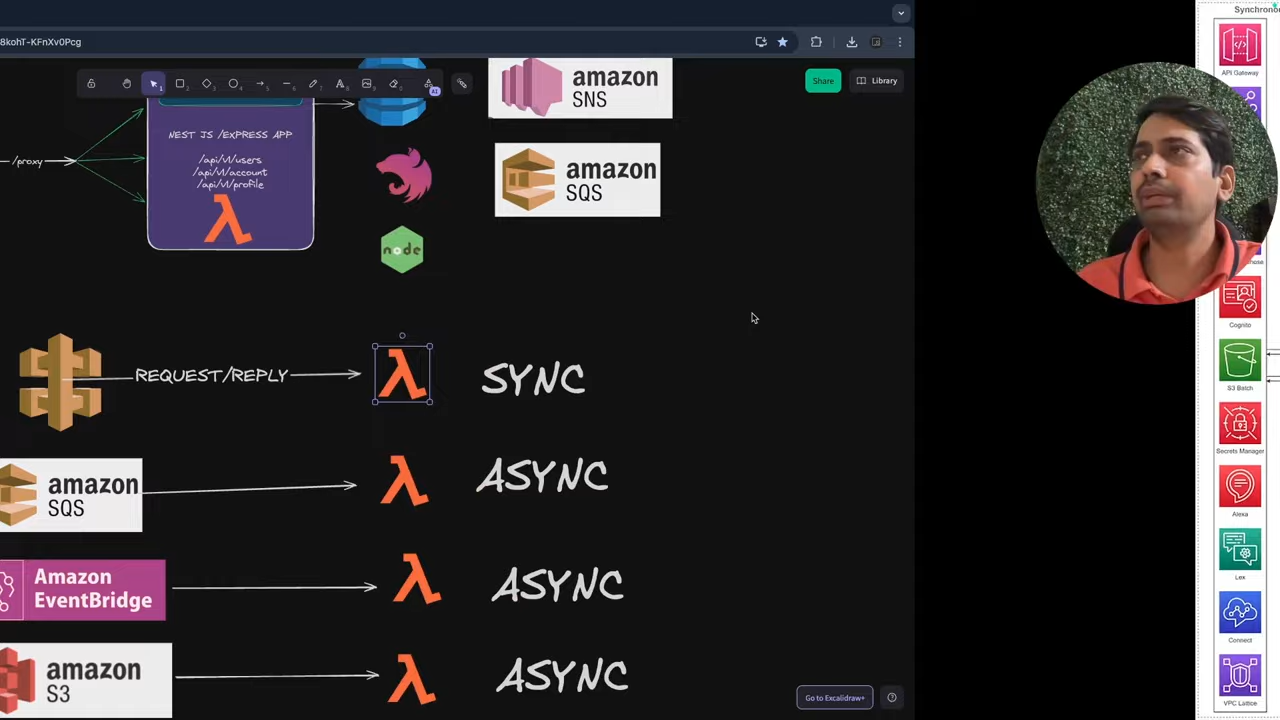 8kohT-KFnXv0Pcg
Share
Library
amazon
SNS
NEST JS /EXPRESS APP
/proxy
/api/v1/users
/api/v1/account
/api/v1/profile
amazon
SQS
node
REQUEST/REPLY
SYNC
amazon
SQS
ASYNC
Amazon
EventBridge
ASYNC
amazon
S3
ASYNC
Go to Excalidraw+
API Gateway
Cognito
S3 Batch
Secrets Manager
Alexa
Lex
Connect
VPC Lattice